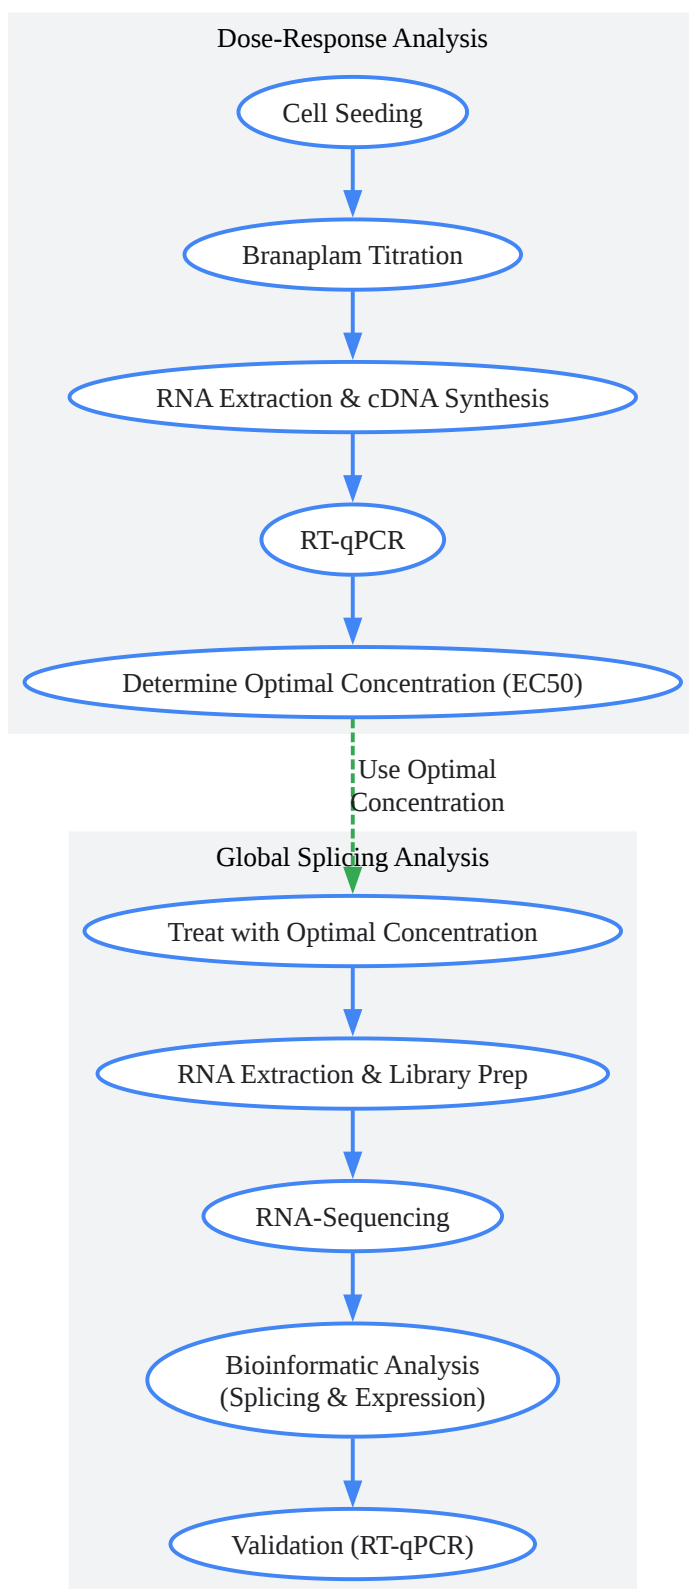 Dose-Response Analysis
Cell Seeding
Branaplam Titration
RNA Extraction & cDNA Synthesis
RT-qPCR
Determine Optimal Concentration (EC50)
Use Optimal
Concentration
Global Splicing Analysis
Treat with Optimal Concentration
RNA Extraction & Library Prep
RNA-Sequencing
Bioinformatic Analysis
(Splicing & Expression)
Validation (RT-qPCR)